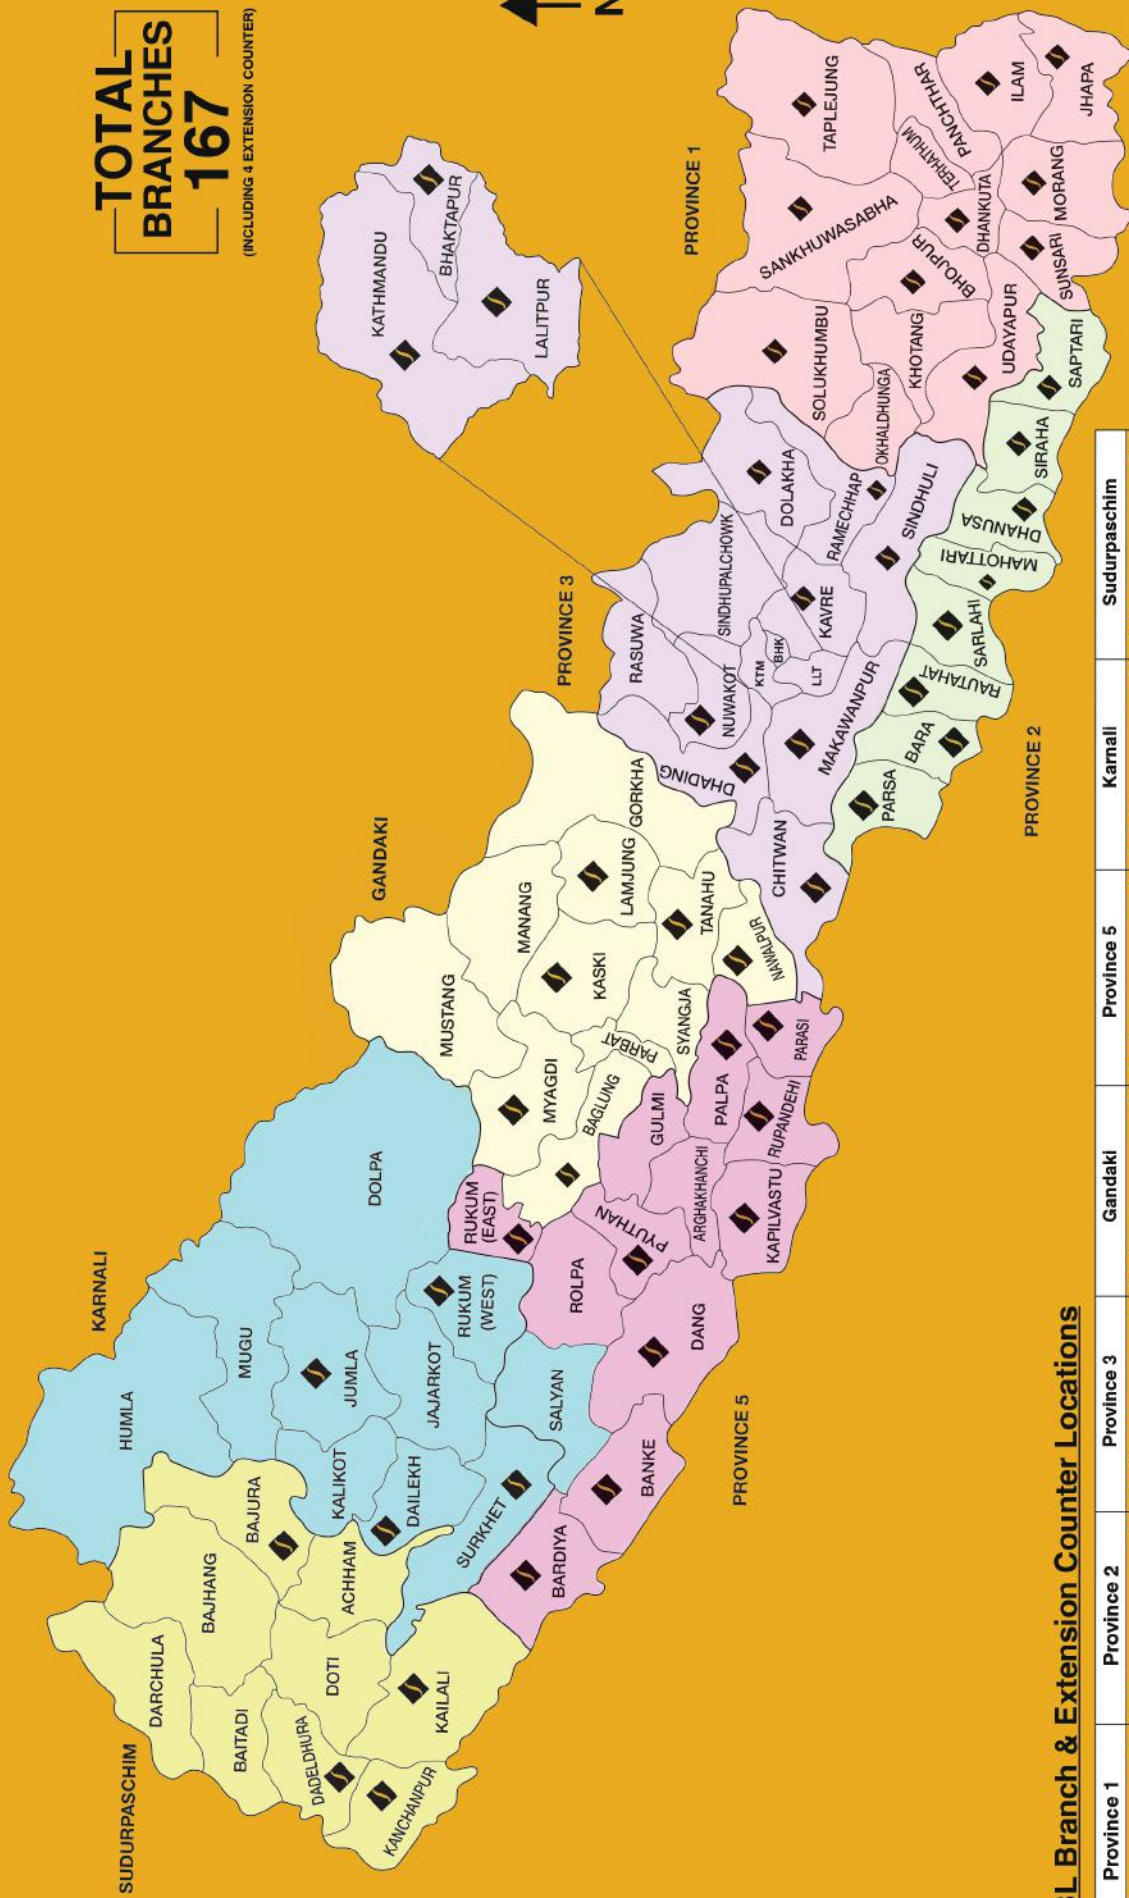 TOTAL
BRANCHES
167
(INCLUDING 4 EXTENSION COUNTER)
N
SUDURPASCHIM
DARCHULA
BAJHANG
BAJURA
BAITADI
DADELDHURA
DOTI
ACHHAM
KANCHANPUR
KAILALI
KARNALI
HUMLA
MUGU
JUMLA
DOLPA
KALIKOT
DAILEKH
JAJARKOT
RUKUM
(WEST)
SURKHET
SALYAN
PROVINCE 5
RUKUM
(EAST)
ROLPA
PYUTHAN
GULMI
ARGHAKHANCHI
PALPA
BARDIYA
BANKE
DANG
KAPILVASTU
RUPANDEHI
PARASI
GANDAKI
MUSTANG
MANANG
MYAGDI
KASKI
LAMJUNG
GORKHA
BAGLUNG
PARBAT
SYANGJA
TANAHU
NAWALPUR
PROVINCE 3
RASUWA
NUWAKOT
SINDHUPALCHOWK
DOLAKHA
DHADING
KTM
BHK
LLT
KAVRE
RAMECHHAP
SINDHULI
MAKAWANPUR
CHITWAN
KATHMANDU
BHAKTAPUR
LALITPUR
PROVINCE 1
TAPLEJUNG
SANKHUWASABHA
SOLUKHUMBU
OKHALDHUNGA
KHOTANG
BHOJPUR
TERHATHUM
PANCHTHAR
DHANKUTA
ILAM
UDAYAPUR
SUNSARI
MORANG
JHAPA
PROVINCE 2
PARSA
BARA
RAUTAHAT
SARLAHI
MAHOTTARI
DHANUSA
SIRAHA
SAPTARI
L Branch & Extension Counter Locations
Province 1 Province 2 Province 3 Gandaki Province 5 Karnali Sudurpaschim